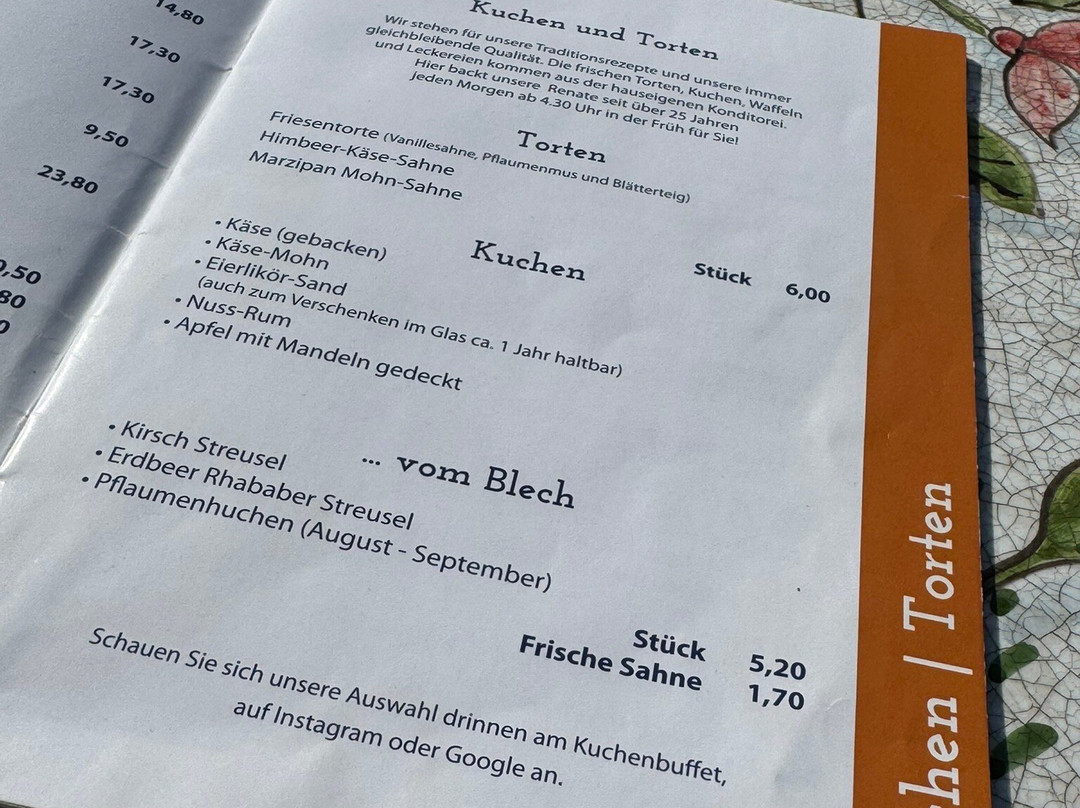 14,80
17,30
17,30
9,50
23,80
,50
80
Kuchen und Torten
Wir stehen für unsere Traditionsrezepte und unsere immer
gleichbleibende Qualität. Die frischen Torten, Kuchen, Waffeln
und Leckereien kommen aus der hauseigenen Konditorei.
Hier backt unsere Renate seit über 25 Jahren
jeden Morgen ab 4.30 Uhr in der Früh für Sie!
Torten
Friesentorte (Vanillesahne, Pflaumenmus und Blätterteig)
Himbeer-Käse-Sahne
Marzipan Mohn-Sahne
Stück 6,00
Kuchen
• Käse (gebacken)
• Käse-Mohn
• Eierlikör-Sand
(auch zum Verschenken im Glas ca. 1 Jahr haltbar)
• Nuss-Rum
• Apfel mit Mandeln gedeckt
... vom Blech
• Kirsch Streusel
• Erdbeer Rhababer Streusel
• Pflaumenhuchen (August - September)
Stück 5,20
Frische Sahne 1,70
Schauen Sie sich unsere Auswahl drinnen am Kuchenbuffet,
auf Instagram oder Google an.
hen | Torten